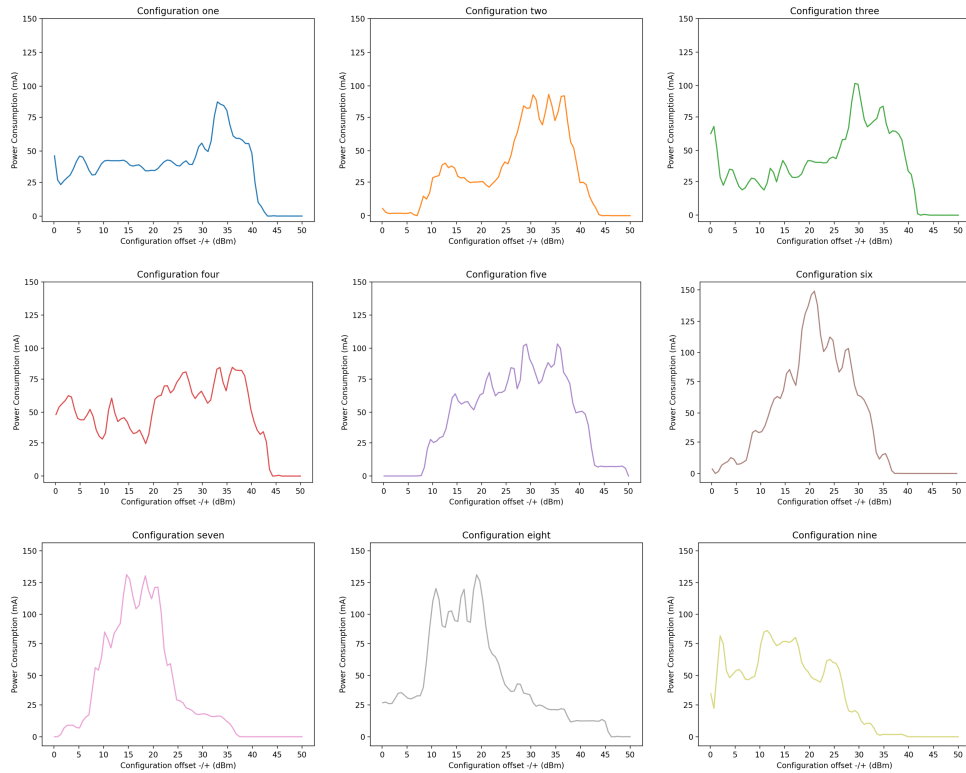 Configuration one
150
125
100
75
50
25
0
Power Consumption (mA)
0 5 10 15 20 25 30 35 40 45 50
Configuration offset -/+ (dBm)
Configuration two
150
125
100
75
50
25
0
Power Consumption (mA)
0 5 10 15 20 25 30 35 40 45 50
Configuration offset -/+ (dBm)
Configuration three
150
125
100
75
50
25
0
Power Consumption (mA)
0 5 10 15 20 25 30 35 40 45 50
Configuration offset -/+ (dBm)
Configuration four
150
125
100
75
50
25
0
Power Consumption (mA)
0 5 10 15 20 25 30 35 40 45 50
Configuration offset -/+ (dBm)
Configuration five
150
125
100
75
50
25
0
Power Consumption (mA)
0 5 10 15 20 25 30 35 40 45 50
Configuration offset -/+ (dBm)
Configuration six
150
125
100
75
50
25
0
Power Consumption (mA)
0 5 10 15 20 25 30 35 40 45 50
Configuration offset -/+ (dBm)
Configuration seven
150
125
100
75
50
25
0
Power Consumption (mA)
0 5 10 15 20 25 30 35 40 45 50
Configuration offset -/+ (dBm)
Configuration eight
150
125
100
75
50
25
0
Power Consumption (mA)
0 5 10 15 20 25 30 35 40 45 50
Configuration offset -/+ (dBm)
Configuration nine
150
125
100
75
50
25
0
Power Consumption (mA)
0 5 10 15 20 25 30 35 40 45 50
Configuration offset -/+ (dBm)